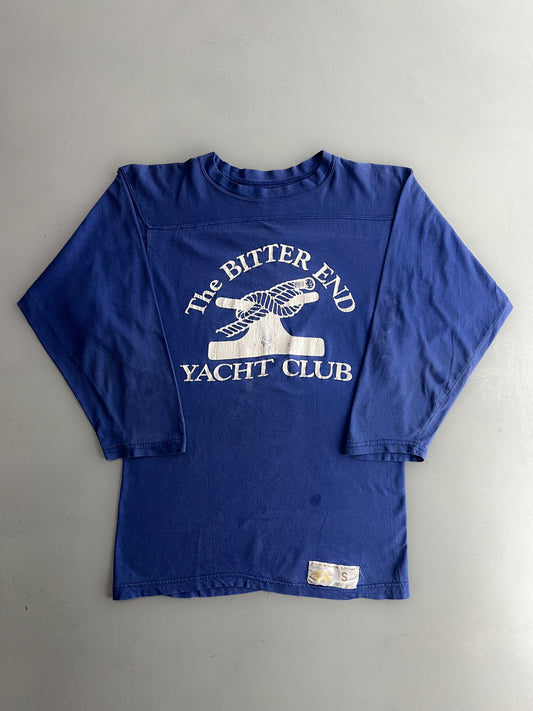 The BITTER END
YACHT CLUB
S